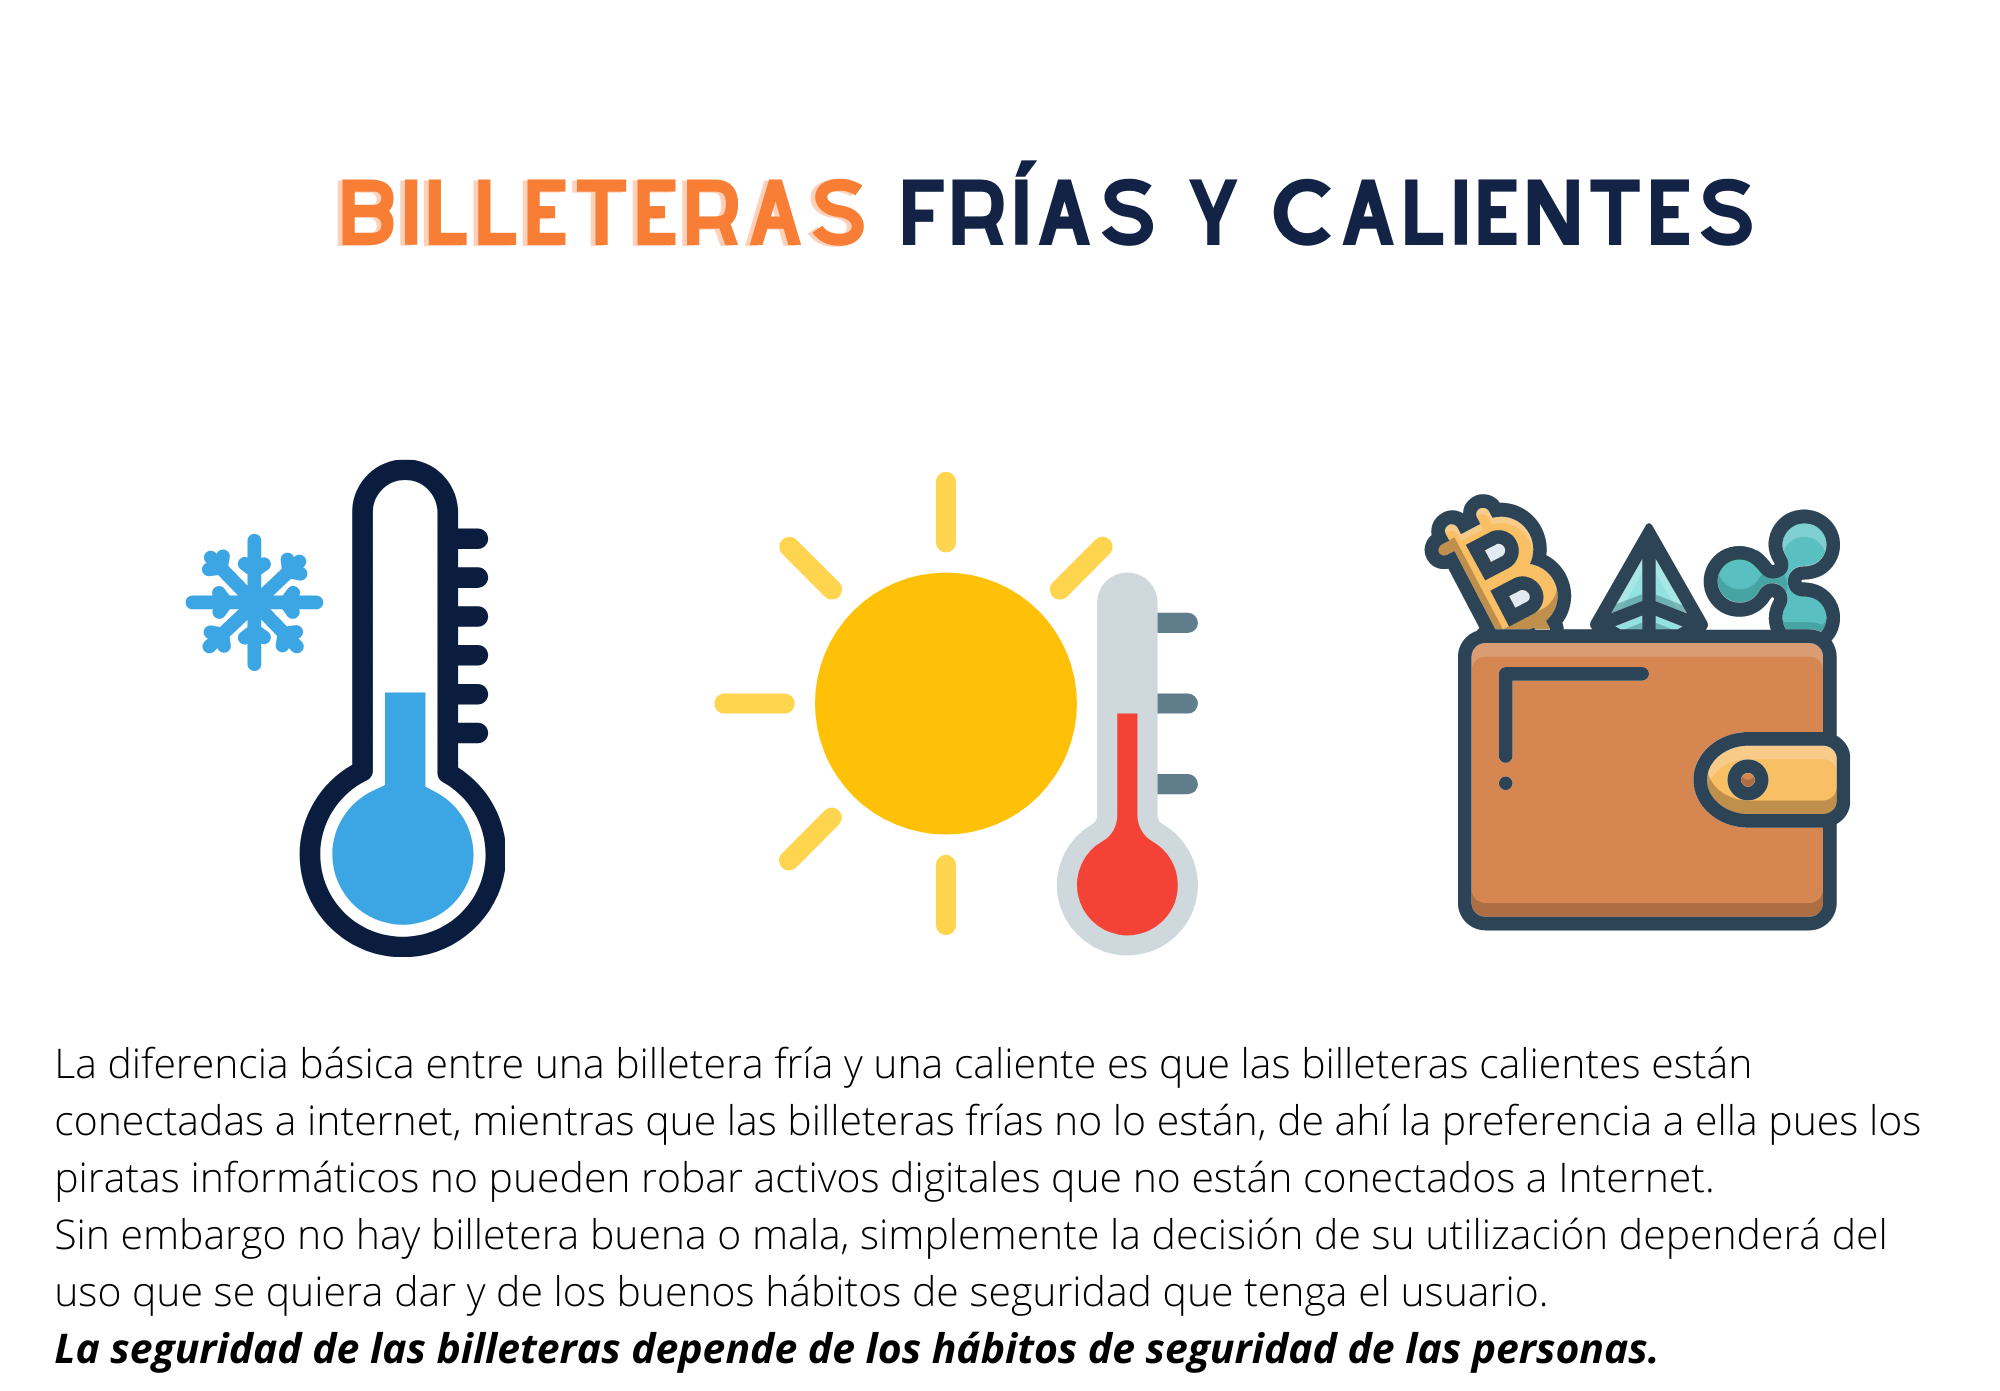 BILLETERAS FRÍAS Y CALIENTES
La diferencia básica entre una billetera fría y una caliente es que las billeteras calientes están
conectadas a internet, mientras que las billeteras frías no lo están, de ahí la preferencia a ella pues los
piratas informáticos no pueden robar activos digitales que no están conectados a Internet.
Sin embargo no hay billetera buena o mala, simplemente la decisión de su utilización dependerá del
uso que se quiera dar y de los buenos hábitos de seguridad que tenga el usuario.
La seguridad de las billeteras depende de los hábitos de seguridad de las personas.